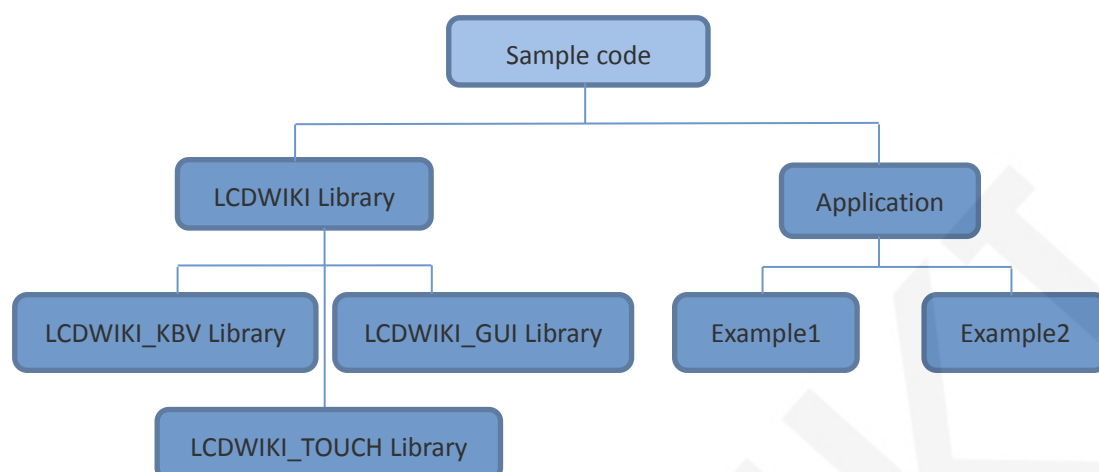 Sample code
LCDWIKI Library
Application
LCDWIKI_KBV Library
LCDWIKI_GUI Library
Example1
Example2
LCDWIKI_TOUCH Library